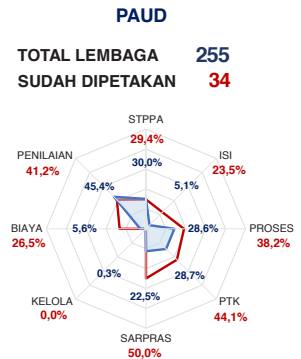 PAUD
TOTAL LEMBAGA 255
SUDAH DIPETAKAN 34
STPPA
29,4%
30,0%
PENILAIAN
41,2%
ISI
23,5%
45,4%
5,1%
BIAYA
26,5%
5,6%
28,6%
PROSES
38,2%
0,3%
28,7%
KELOLA
0,0%
22,5%
PTK
44,1%
SARPRAS
50,0%